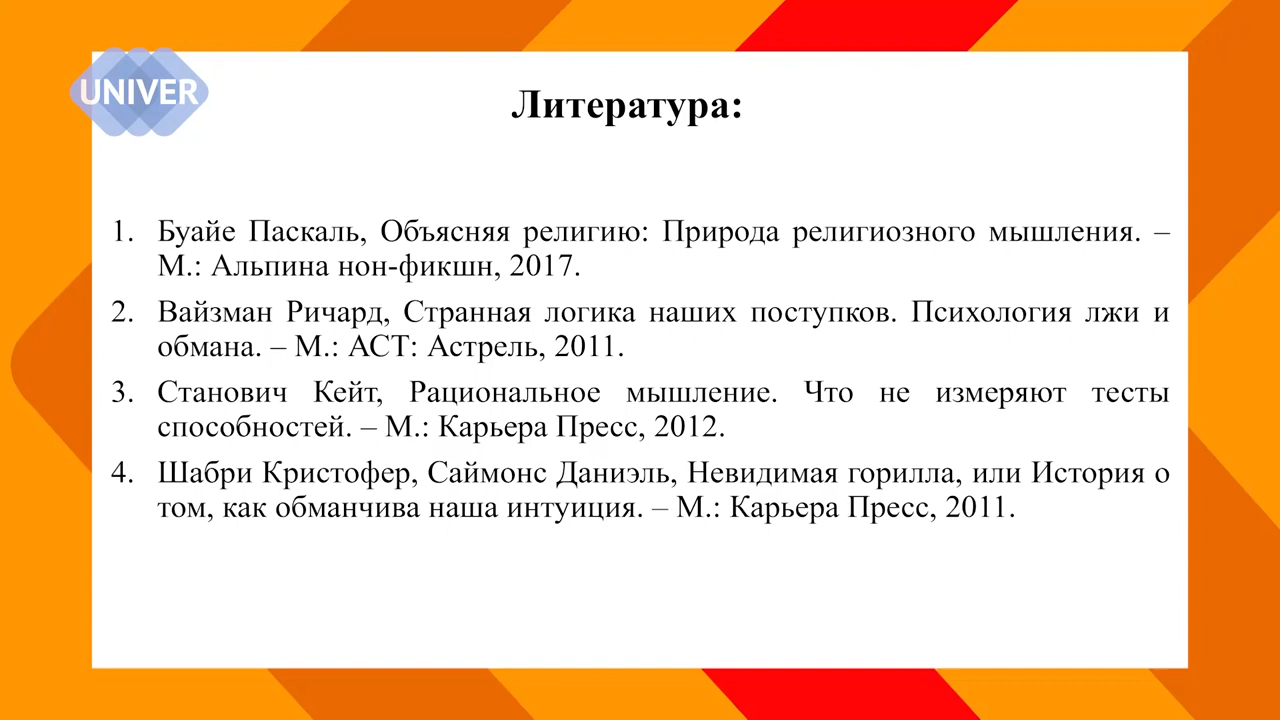 UNIVER
Литература:
1. Буайе Паскаль, Объясняя религию: Природа религиозного мышления. –
М.: Альпина нон-фикшн, 2017.
2. Вайзман Ричард, Странная логика наших поступков. Психология лжи и
обмана. – М.: АСТ: Астрель, 2011.
3. Станович Кейт, Рациональное мышление. Что не измеряют тесты
способностей. – М.: Карьера Пресс, 2012.
4. Шабри Кристофер, Саймонс Даниэль, Невидимая горилла, или История о
том, как обманчива наша интуиция. – М.: Карьера Пресс, 2011.